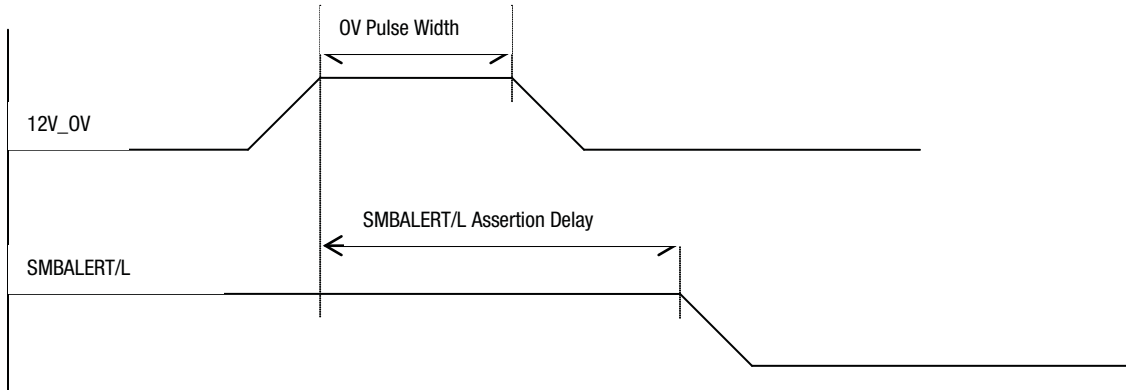 OV Pulse Width
12V_OV
SMBALERT/L Assertion Delay
SMBALERT/L